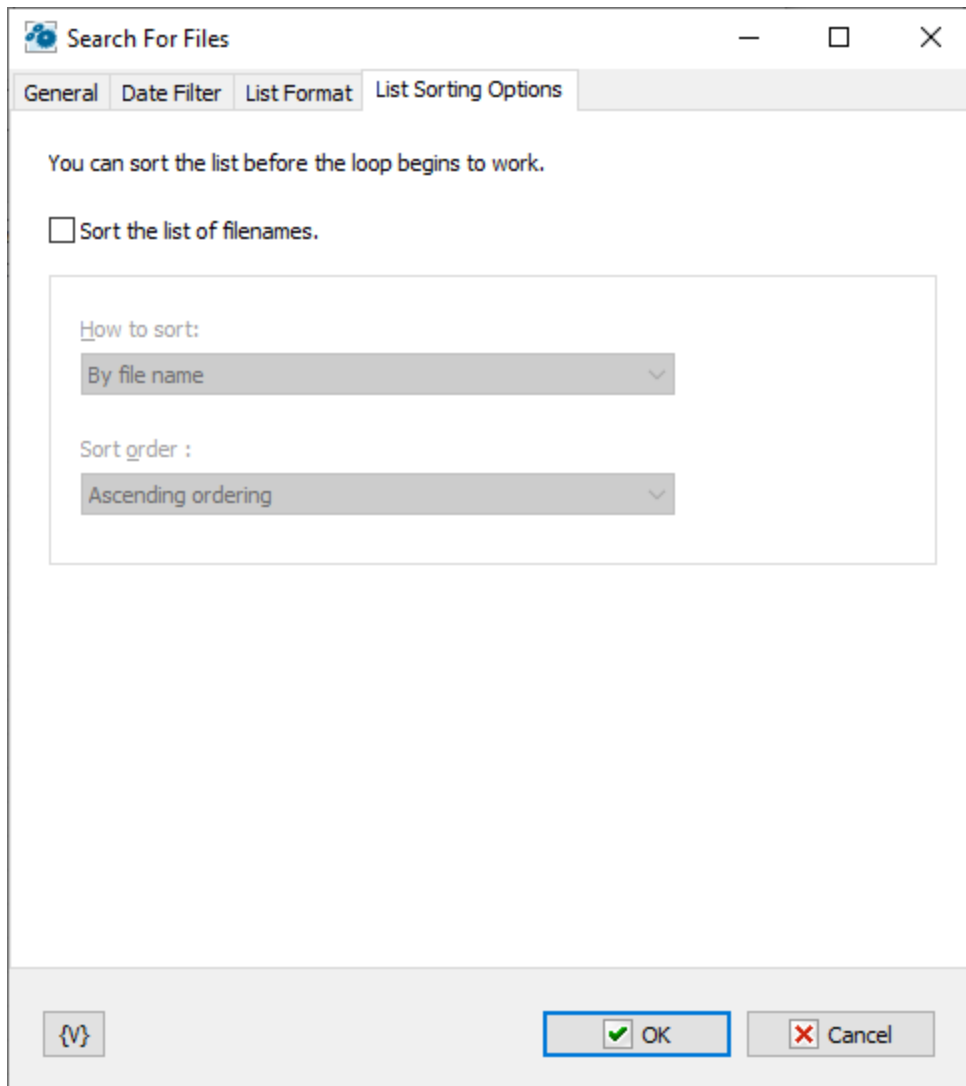 Search For Files
General Date Filter List Format List Sorting Options
You can sort the list before the loop begins to work.
Sort the list of filenames.
How to sort:
By file name
Sort order :
Ascending ordering
{V} OK Cancel